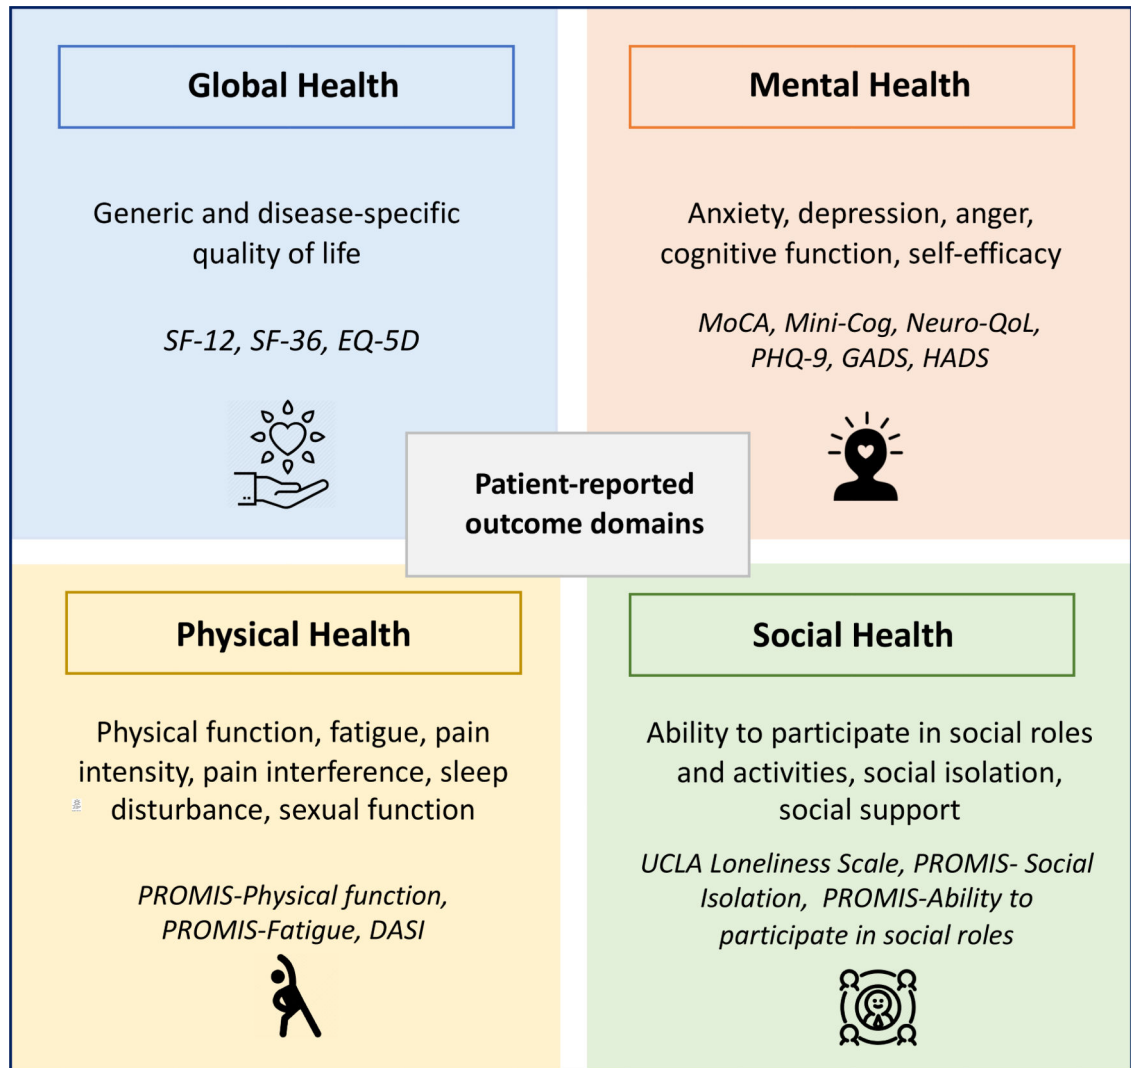 Global Health
Generic and disease-specific
quality of life
SF-12, SF-36, EQ-5D
Mental Health
Anxiety, depression, anger,
cognitive function, self-efficacy
MoCA, Mini-Cog, Neuro-QoL,
PHQ-9, GADS, HADS
Patient-reported
outcome domains
Physical Health
Physical function, fatigue, pain
intensity, pain interference, sleep
disturbance, sexual function
PROMIS-Physical function,
PROMIS-Fatigue, DASI
Social Health
Ability to participate in social roles
and activities, social isolation,
social support
UCLA Loneliness Scale, PROMIS- Social
Isolation,  PROMIS-Ability to
participate in social roles